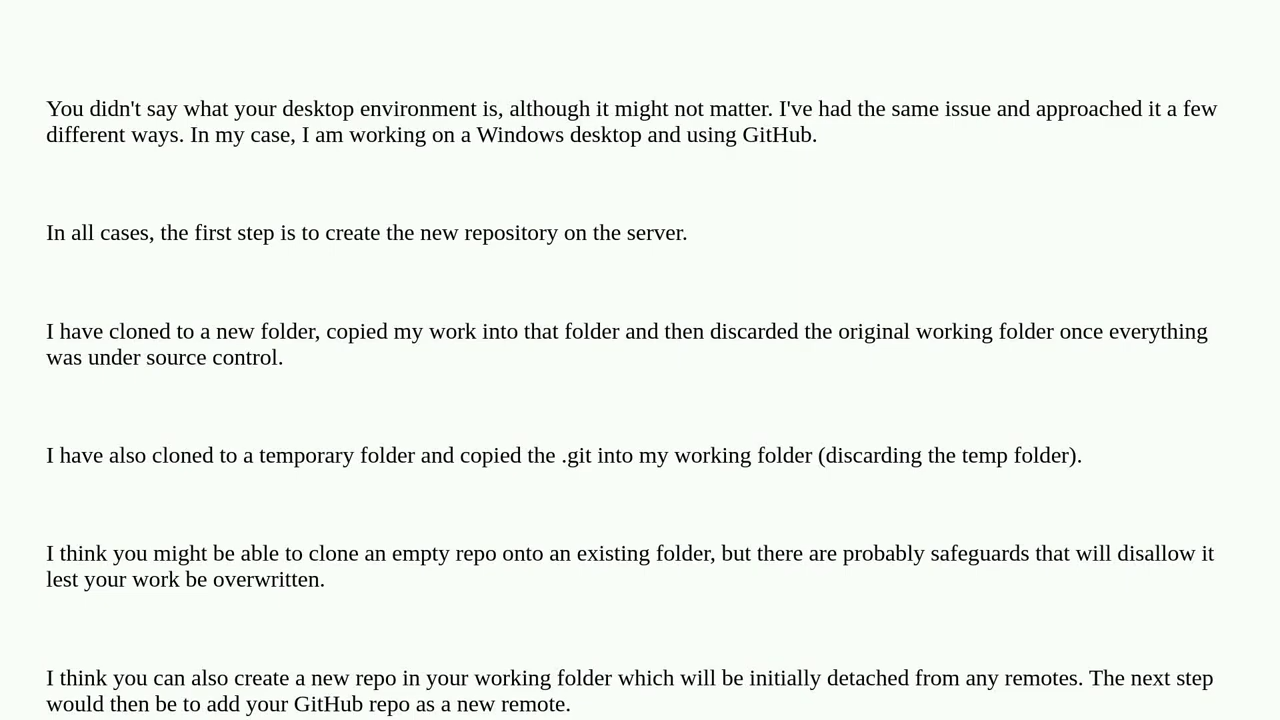 You didn't say what your desktop environment is, although it might not matter. I've had the same issue and approached it a few
different ways. In my case, I am working on a Windows desktop and using GitHub.
In all cases, the first step is to create the new repository on the server.
I have cloned to a new folder, copied my work into that folder and then discarded the original working folder once everything
was under source control.
I have also cloned to a temporary folder and copied the .git into my working folder (discarding the temp folder).
I think you might be able to clone an empty repo onto an existing folder, but there are probably safeguards that will disallow it
lest your work be overwritten.
I think you can also create a new repo in your working folder which will be initially detached from any remotes. The next step
would then be to add your GitHub repo as a new remote.